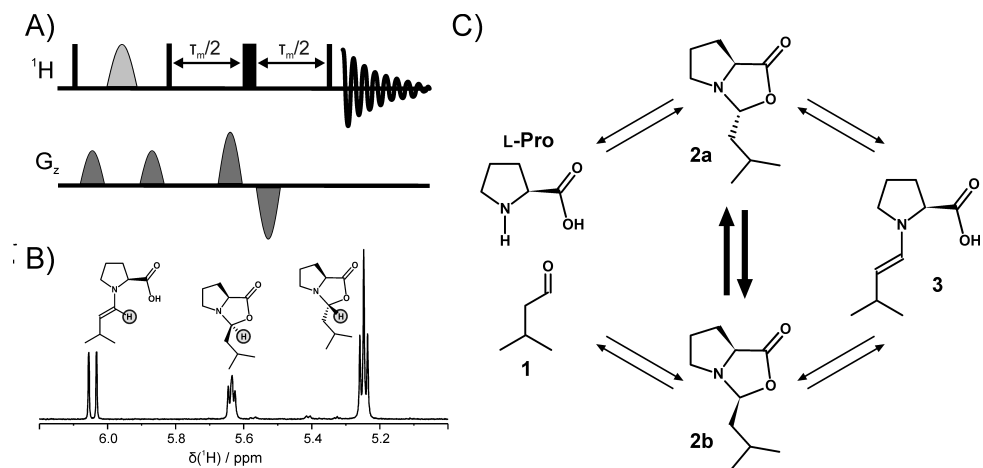 A)
¹H
τm/2
τm/2
Gz
B)
N
O
OH
H
N
O
O
H
N
O
O
H
6.0
5.8
5.6
5.4
5.2
δ(¹H) / ppm
C)
L-Pro
N
H
O
OH
O
1
N
O
O
2a
N
O
O
2b
N
O
OH
3